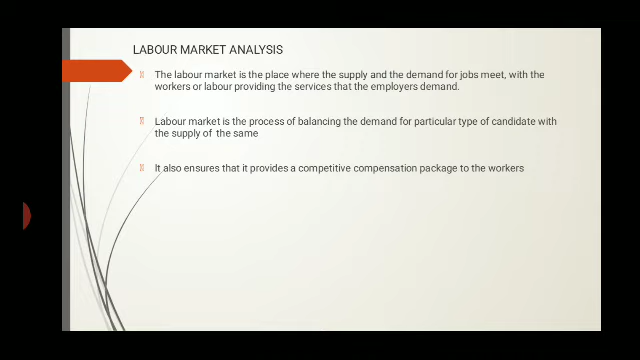 LABOUR MARKET ANALYSIS
The labour market is the place where the supply and the demand for jobs meet, with the
workers or labour providing the services that the employers demand.
Labour market is the process of balancing the demand for particular type of candidate with
the supply of the same
It also ensures that it provides a competitive compensation package to the workers